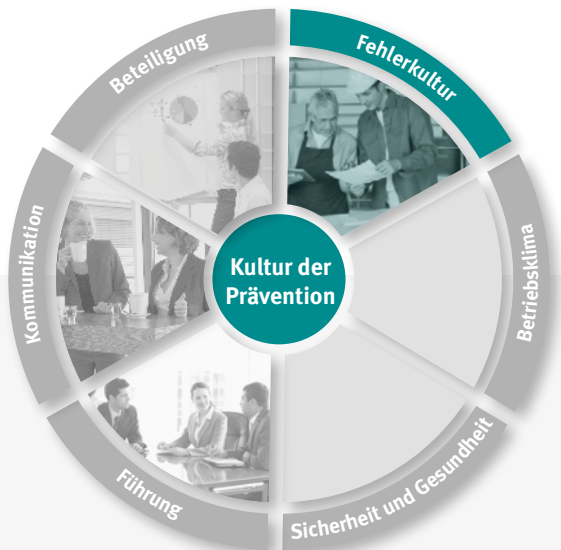 Fehlerkultur
Betriebsklima
Sicherheit und Gesundheit
Führung
Kommunikation
Beteiligung
Kultur der
Prävention